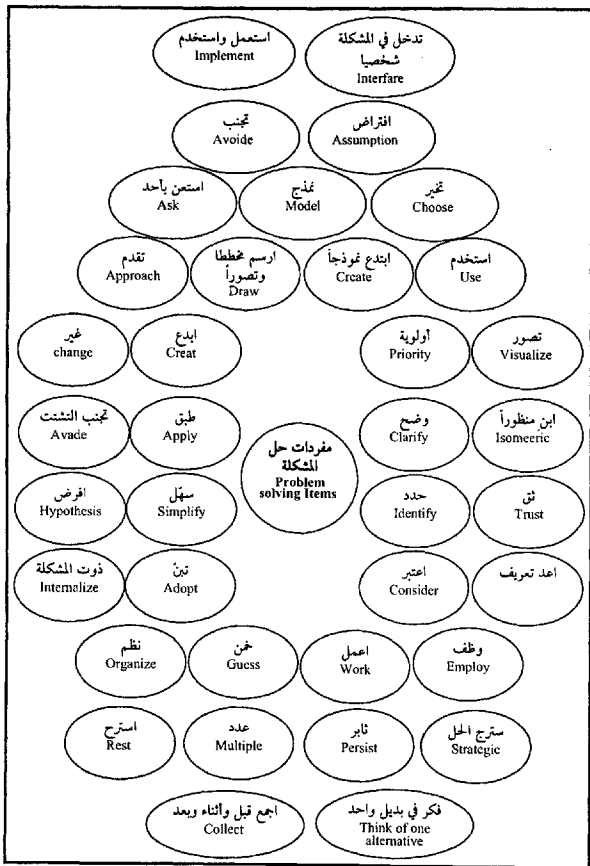 استعمل واستخدم
Implement
تدخل في المشكلة
شخصيا
Interfare
تجنب
Avoide
افتراض
Assumption
استعن بأحد
Ask
نمذج
Model
تخير
Choose
تقدم
Approach
ارسم مخططا
وتصوراً
Draw
ابتدع نموذجاً
Create
استخدم
Use
غير
change
ابدع
Creat
أولوية
Priority
تصور
Visualize
تجنب التشتت
Avade
طبق
Apply
وضح
Clarify
ابنِ منظوراً
Isomeeric
مفردات حل
المشكلة
Problem
solving Items
افرض
Hypothesis
سهّل
Simplify
حدد
Identify
ثق
Trust
ذوت المشكلة
Internalize
تبنّ
Adopt
اعتبر
Consider
اعد تعريف
نظم
Organize
خمن
Guess
اعمل
Work
وظف
Employ
استرح
Rest
عدد
Multiple
ثابر
Persist
سترج الحل
Strategic
اجمع قبل وأثناء وبعد
Collect
فكر في بديل واحد
Think of one
alternative